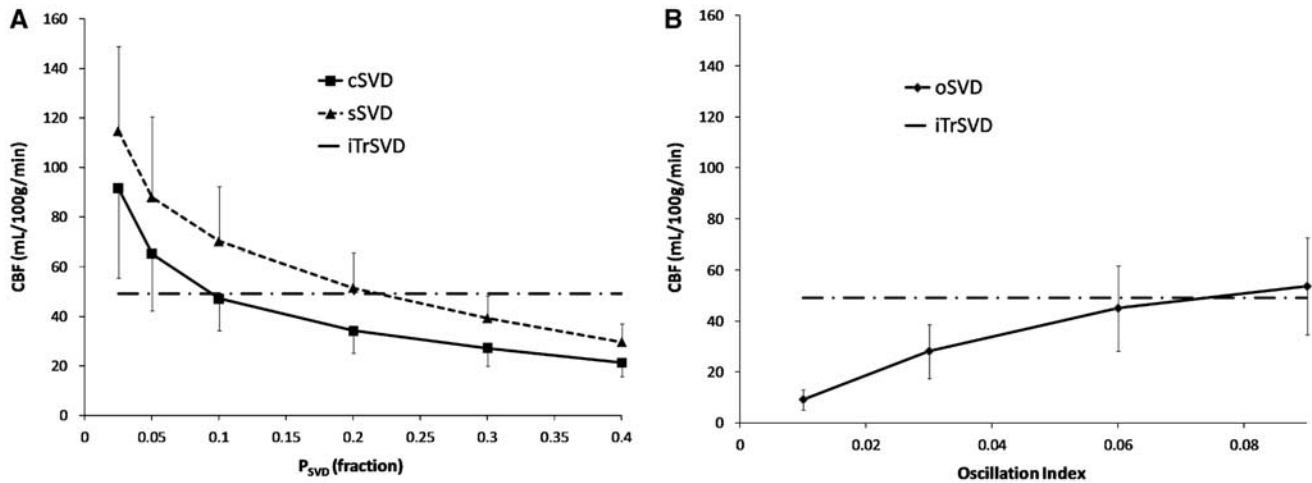 A
160
140
120
100
80
60
40
20
0
CBF (mL/100g/min)
cSVD
sSVD
iTrSVD
0 0.05 0.1 0.15 0.2 0.25 0.3 0.35 0.4
P_SVD (fraction)
B
160
140
120
100
80
60
40
20
0
CBF (mL/100g/min)
oSVD
iTrSVD
0 0.02 0.04 0.06 0.08
Oscillation Index